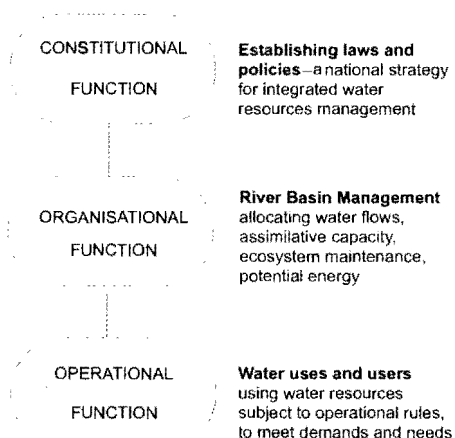 CONSTITUTIONAL
FUNCTION
Establishing laws and
policies–a national strategy
for integrated water
resources management
ORGANISATIONAL
FUNCTION
River Basin Management
allocating water flows,
assimilative capacity,
ecosystem maintenance,
potential energy
OPERATIONAL
FUNCTION
Water uses and users
using water resources
subject to operational rules,
to meet demands and needs